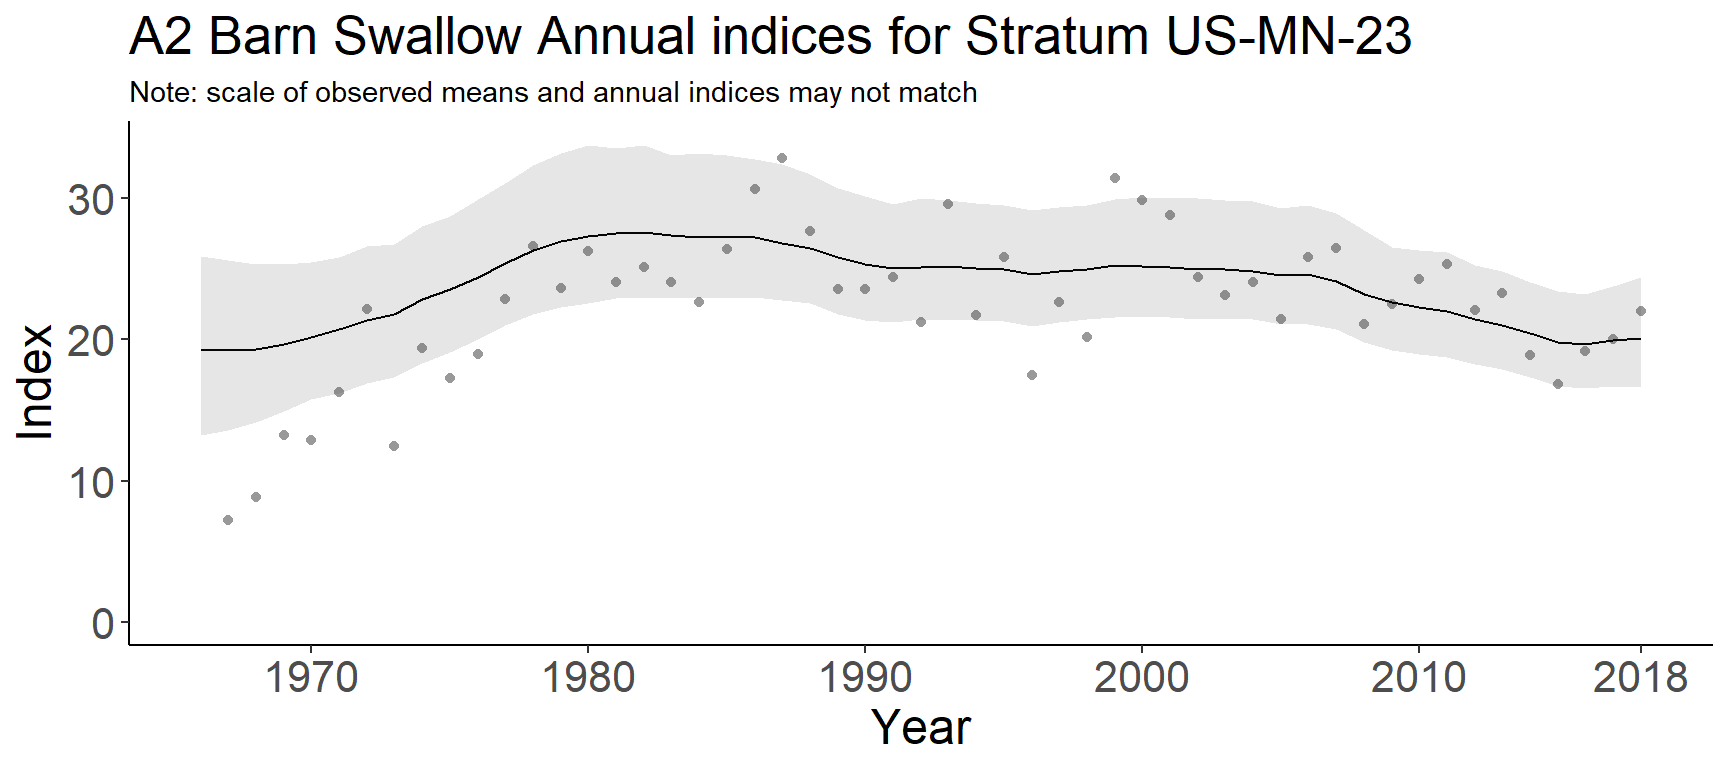 A2 Barn Swallow Annual indices for Stratum US-MN-23
Note: scale of observed means and annual indices may not match
30
20
10
0
Index
1970 1980 1990 2000 2010 2018
Year